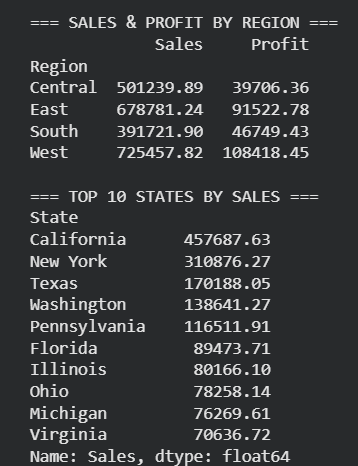 === SALES & PROFIT BY REGION ===
Sales Profit
Region
Central 501239.89 39706.36
East 678781.24 91522.78
South 391721.90 46749.43
West 725457.82 108418.45
=== TOP 10 STATES BY SALES ===
State
California 457687.63
New York 310876.27
Texas 170188.05
Washington 138641.27
Pennsylvania 116511.91
Florida 89473.71
Illinois 80166.10
Ohio 78258.14
Michigan 76269.61
Virginia 70636.72
Name: Sales, dtype: float64